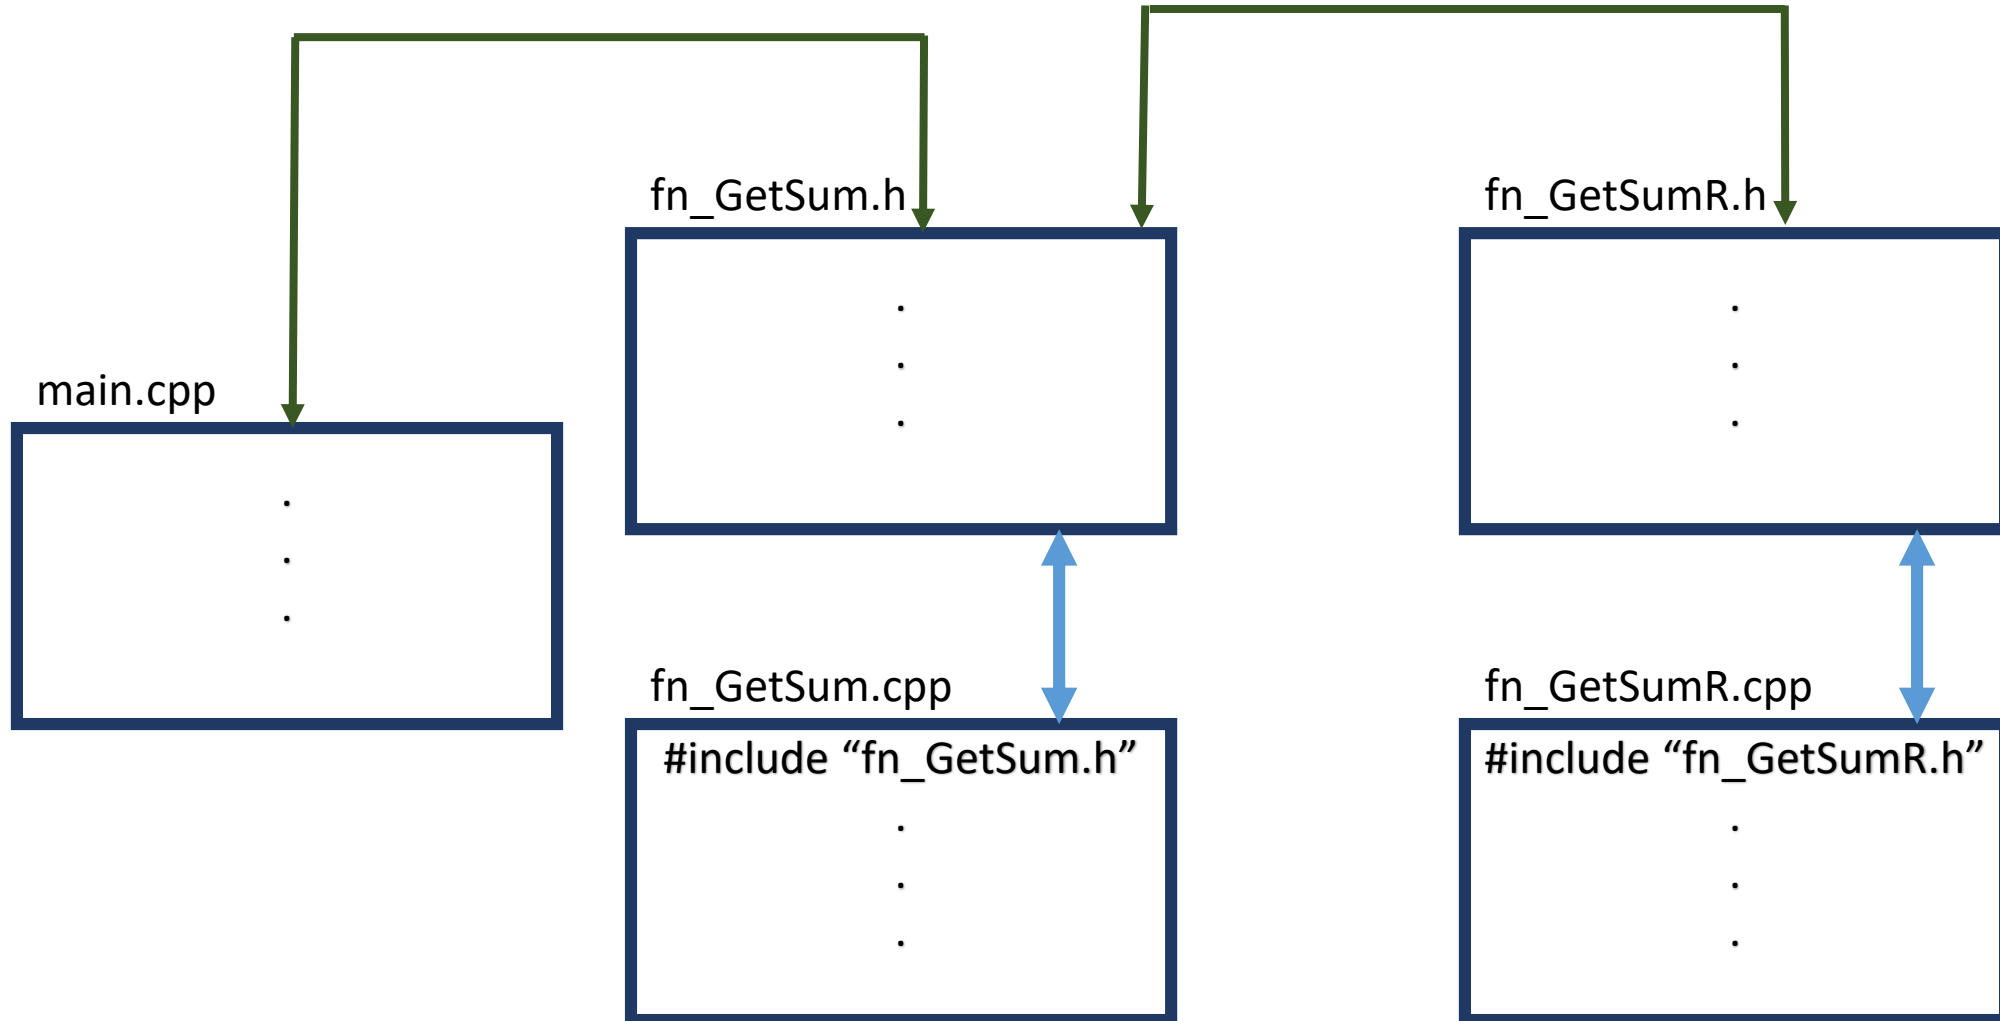 fn_GetSum.h
fn_GetSumR.h
.
.
.
.
.
.
main.cpp
.
.
.
fn_GetSum.cpp
fn_GetSumR.cpp
#include “fn_GetSum.h”
.
.
.
#include “fn_GetSumR.h”
.
.
.